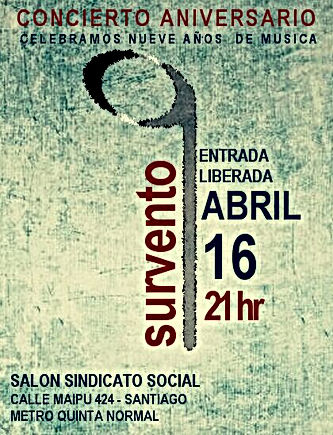 CONCIERTO ANIVERSARIO
CELEBRAMOS NUEVE AÑOS DE MUSICA
survento
ENTRADA
LIBERADA
ABRIL
16
21 hr
SALON SINDICATO SOCIAL
CALLE MAIPU 424 - SANTIAGO
METRO QUINTA NORMAL